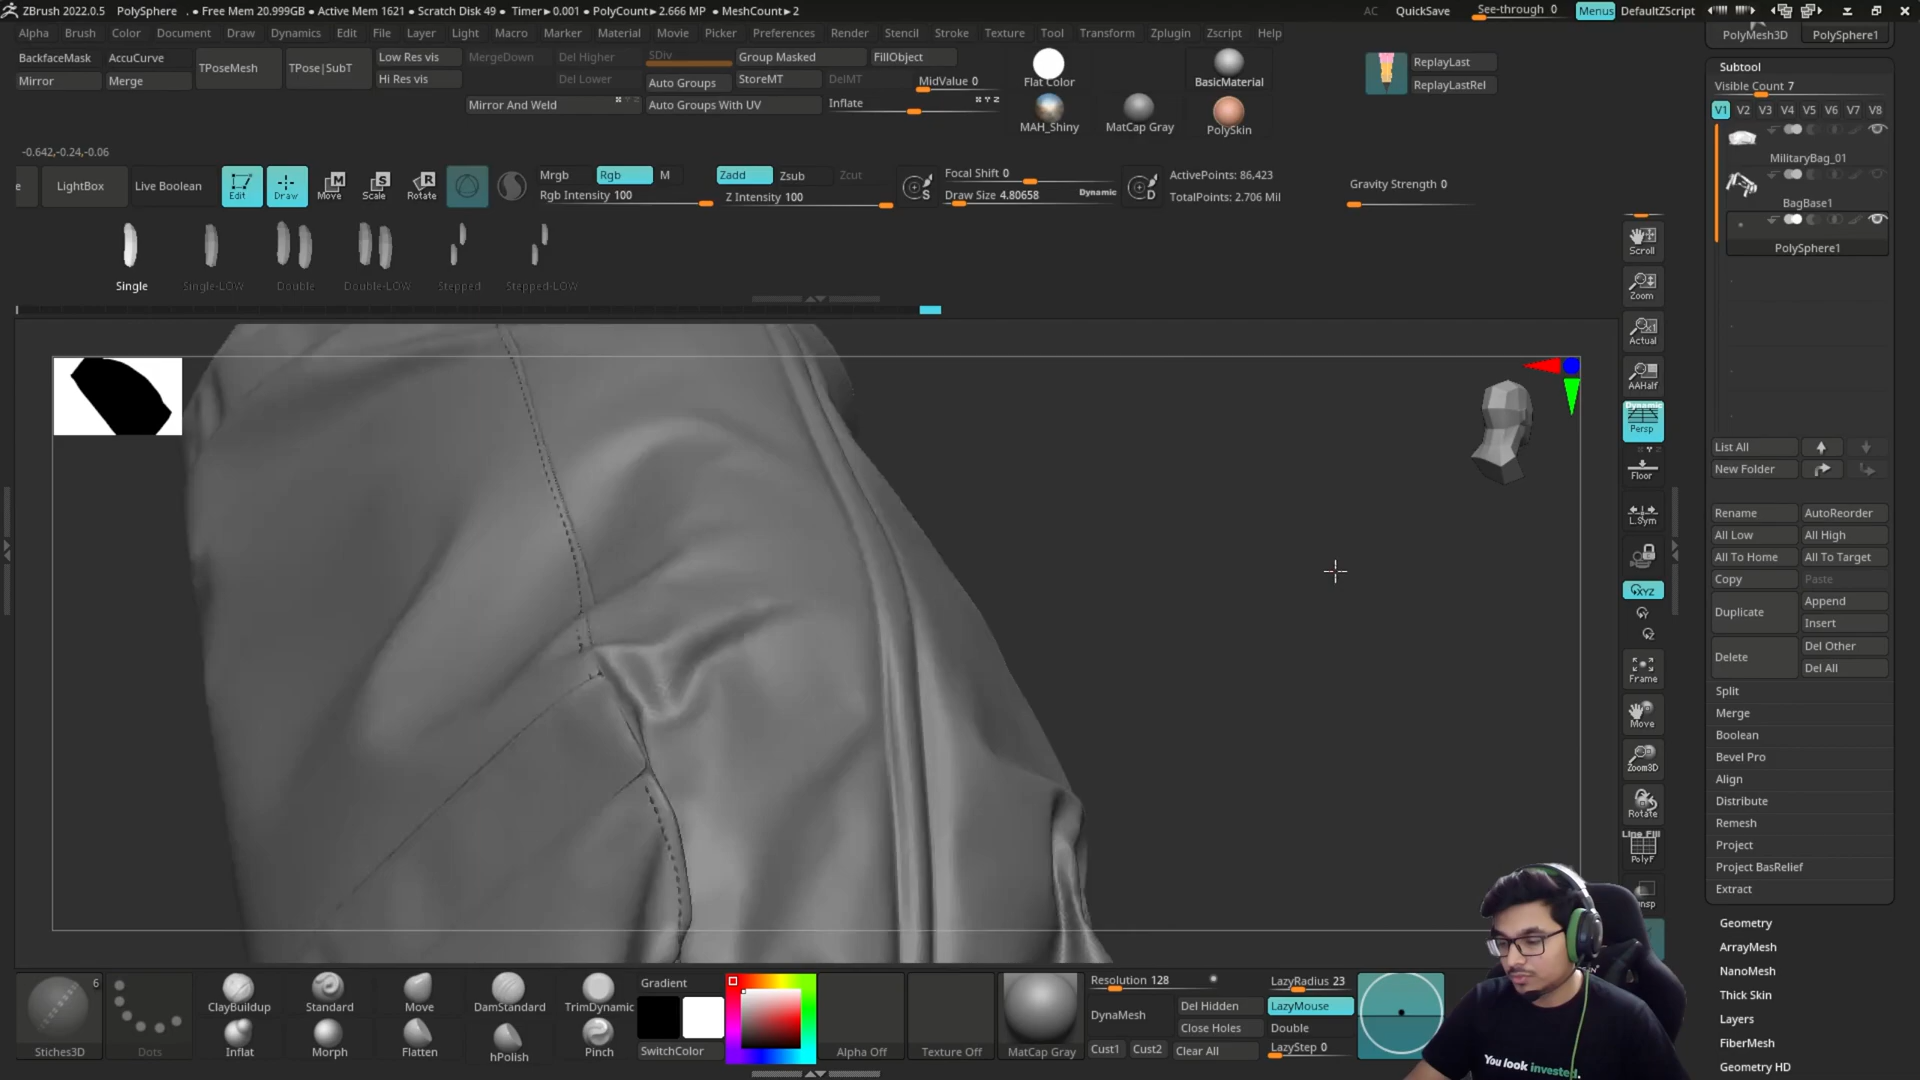 ZBrush 2022.0.5 PolySphere . ● Free Mem 20.999GB ● Active Mem 1621 ● Scratch Disk 49 ● Timer▸0.001 ● PolyCount▸2.666 MP ● MeshCount▸2
AC QuickSave See-through 0 Menus DefaultZScript
Alpha Brush Color Document Draw Dynamics Edit File Layer Light Macro Marker Material Movie Picker Preferences Render Stencil Stroke Texture Tool Transform Zplugin Zscript Help
PolyMesh3D PolySphere1
BackfaceMask AccuCurve TPoseMesh TPose|SubT Low Res vis MergeDown Del Higher SDiv Group Masked FillObject
Mirror Merge Hi Res vis Del Lower Auto Groups StoreMT DelMT MidValue 0
Mirror And Weld Auto Groups With UV Inflate
Flat Color BasicMaterial ReplayLast
ReplayLastRel
MAH_Shiny MatCap Gray PolySkin
-0.642,-0.24,-0.06
e LightBox Live Boolean Edit Draw Move Scale Rotate
Mrgb Rgb M Zadd Zsub Zcut
Rgb Intensity 100 Z Intensity 100
S Focal Shift 0
Draw Size 4.80658 Dynamic D
ActivePoints: 86,423
TotalPoints: 2.706 Mil
Gravity Strength 0
Single Single-LOW Double Double-LOW Stepped Stepped-LOW
Scroll
Zoom
Actual
AAHalf
Dynamic
Persp
Floor
L.Sym
XYZ
Frame
Move
Zoom3D
Rotate
Line Fill
PolyF
nsp
Subtool
Visible Count 7
V1 V2 V3 V4 V5 V6 V7 V8
MilitaryBag_01
BagBase1
PolySphere1
List All
New Folder
Rename AutoReorder
All Low All High
All To Home All To Target
Copy Paste
Duplicate Append
Insert
Delete Del Other
Del All
Split
Merge
Boolean
Bevel Pro
Align
Distribute
Remesh
Project
Project BasRelief
Extract
Geometry
ArrayMesh
NanoMesh
Thick Skin
Layers
FiberMesh
Geometry HD
6
Stiches3D Dots
ClayBuildup Standard Move DamStandard TrimDynamic
Inflat Morph Flatten hPolish Pinch
Gradient
SwitchColor
Alpha Off Texture Off MatCap Gray
Resolution 128
DynaMesh
Cust1 Cust2
Del Hidden
Close Holes
Clear All
LazyRadius 23
LazyMouse
Double
LazyStep 0
You look invested.